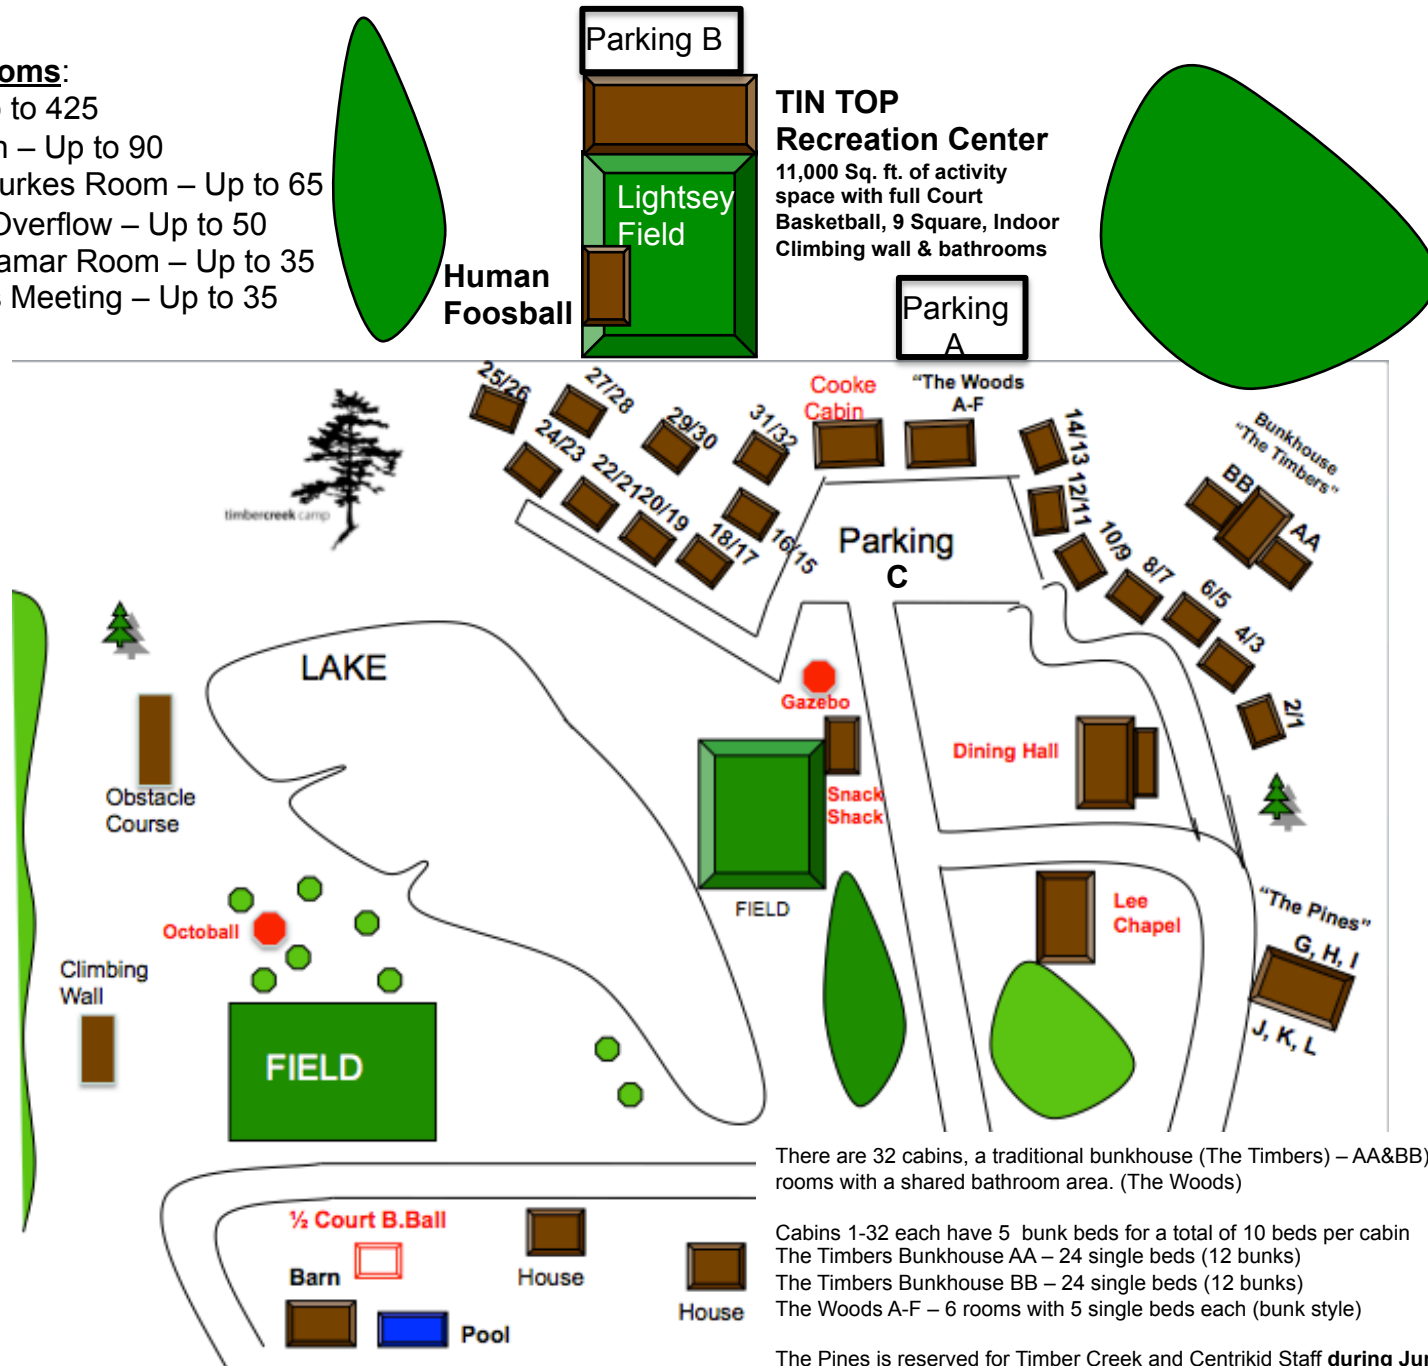 Parking B
ooms:
to 425
– Up to 90
urkes Room – Up to 65
Overflow – Up to 50
amar Room – Up to 35
Meeting – Up to 35
TIN TOP
Recreation Center
11,000 Sq. ft. of activity
space with full Court
Basketball, 9 Square, Indoor
Climbing wall & bathrooms
Lightsey
Field
Human
Foosball
Parking
A
25/26
27/28
29/30
31/32
Cooke
Cabin
“The Woods
A-F
14/13
Bunkhouse
"The Timbers"
BB
AA
24/23
22/21
20/19
18/17
16/15
12/11
10/9
8/7
6/5
4/3
2/1
timbercreek camp
Parking
C
LAKE
Gazebo
Dining Hall
Obstacle
Course
Snack
Shack
FIELD
Lee
Chapel
"The Pines"
G, H, I
J, K, L
Octoball
Climbing
Wall
FIELD
½ Court B.Ball
Barn
House
House
Pool
There are 32 cabins, a traditional bunkhouse (The Timbers) – AA&BB)
rooms with a shared bathroom area. (The Woods)
Cabins 1-32 each have 5 bunk beds for a total of 10 beds per cabin
The Timbers Bunkhouse AA – 24 single beds (12 bunks)
The Timbers Bunkhouse BB – 24 single beds (12 bunks)
The Woods A-F – 6 rooms with 5 single beds each (bunk style)
The Pines is reserved for Timber Creek and Centrikid Staff during Jun